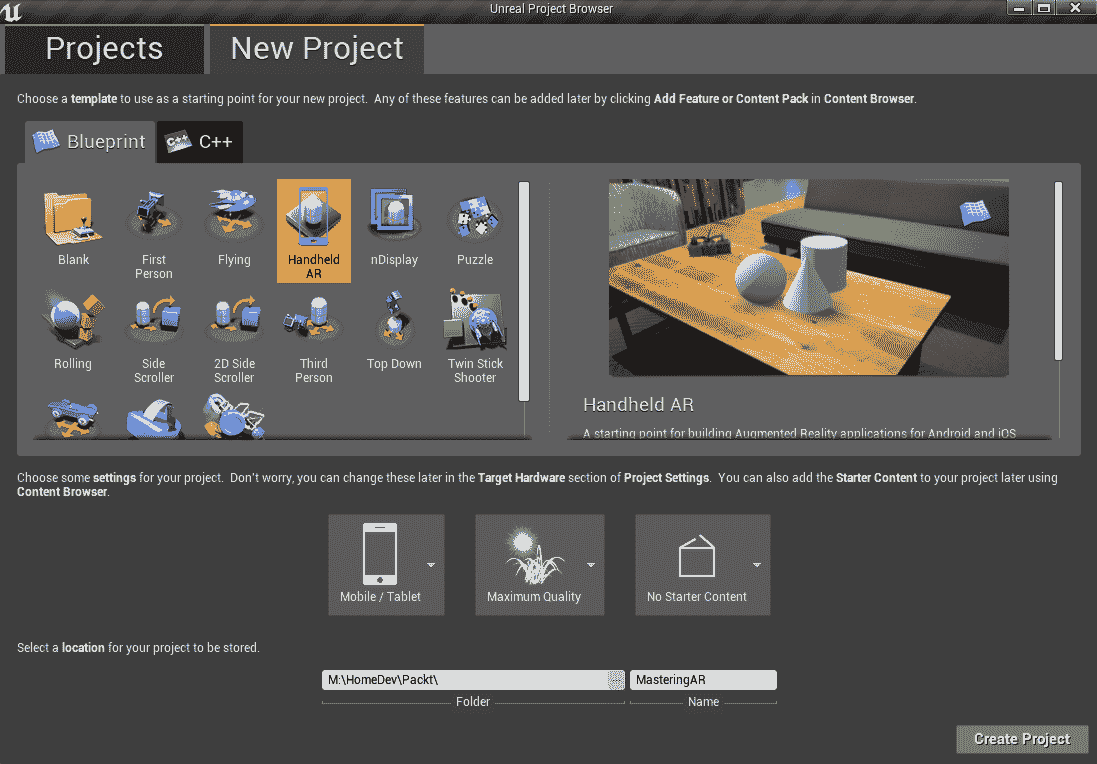 Unreal Project Browser
Projects
New Project
Choose a template to use as a starting point for your new project. Any of these features can be added later by clicking Add Feature or Content Pack in Content Browser.
Blueprint
C++
C++
Blank
First
Person
Flying
Handheld
AR
nDisplay
Puzzle
Rolling
Side
Scroller
2D Side
Scroller
Third
Person
Top Down
Twin Stick
Shooter
Handheld AR
A starting point for building Augmented Reality applications for Android and iOS
Choose some settings for your project. Don't worry, you can change these later in the Target Hardware section of Project Settings. You can also add the Starter Content to your project later using
Content Browser.
Mobile / Tablet
Maximum Quality
No Starter Content
Select a location for your project to be stored.
M:\HomeDev\Packt\
...
MasteringAR
Folder
Name
Create Project